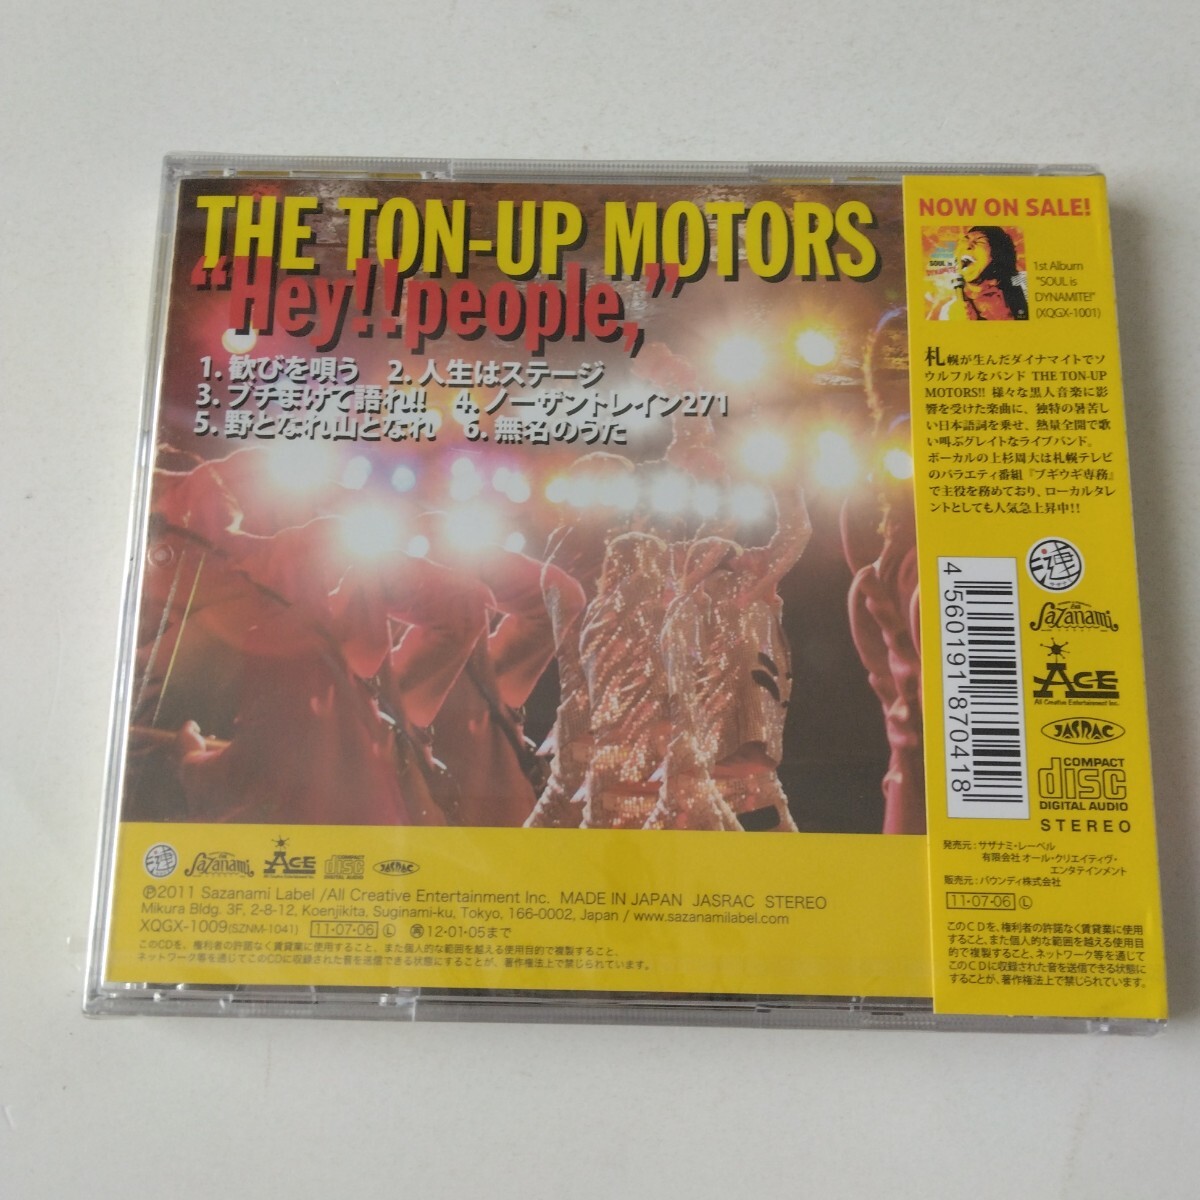 THE TON-UP MOTORS
"Hey!!people,"
1. 歓びを唄う 2. 人生はステージ
3. ブチまけて語れ!! 4. ノーザントレイン271
5. 野となれ山となれ 6. 無名のうた
Sazanami
ACE
COMPACT
disc
DIGITAL AUDIO
JASRAC
℗2011 Sazanami Label /All Creative Entertainment Inc. MADE IN JAPAN JASRAC STEREO
Mikura Bldg. 3F, 2-8-12, Koenjikita, Suginami-ku, Tokyo, 166-0002, Japan / www.sazanamilabel.com
XQGX-1009(SZNM-1041) 11·07·06 Ⓛ 12·01·05まで
このCDを、権利者の許諾なく賃貸業に使用すること、また個人的な範囲を越える使用目的で複製すること、
ネットワーク等を通じてこのCDに収録された音を送信できる状態にすることが、著作権法上で禁じられています。
NOW ON SALE!
SOUL is
1st Album
"SOUL is
DYNAMITE!"
(XQGX-1001)
札幌が生んだダイナマイトでソ
ウルフルなバンド THE TON-UP
MOTORS!! 様々な黒人音楽に影
響を受けた楽曲に、独特の暑苦し
い日本語詞を乗せ、熱量全開で歌
い叫ぶグレイトなライブバンド。
ボーカルの上杉周大は札幌テレビ
のバラエティ番組『ブギウギ専務』
で主役を務めており、ローカルタレ
ントとしても人気急上昇中!!
4 560191 870418
Sazanami
ACE
All Creative Entertainment Inc.
JASRAC
COMPACT
disc
DIGITAL AUDIO
STEREO
発売元：サザナミ・レーベル
有限会社 オール・クリエイティヴ・
エンタテインメント
販売元：バウンディ株式会社
11·07·06 Ⓛ
このCDを、権利者の許諾なく賃貸業に使用
すること、また個人的な範囲を越える使用目
的で複製すること、ネットワーク等を通じて
このCDに収録された音を送信できる状態に
することが、著作権法上で禁じられています。